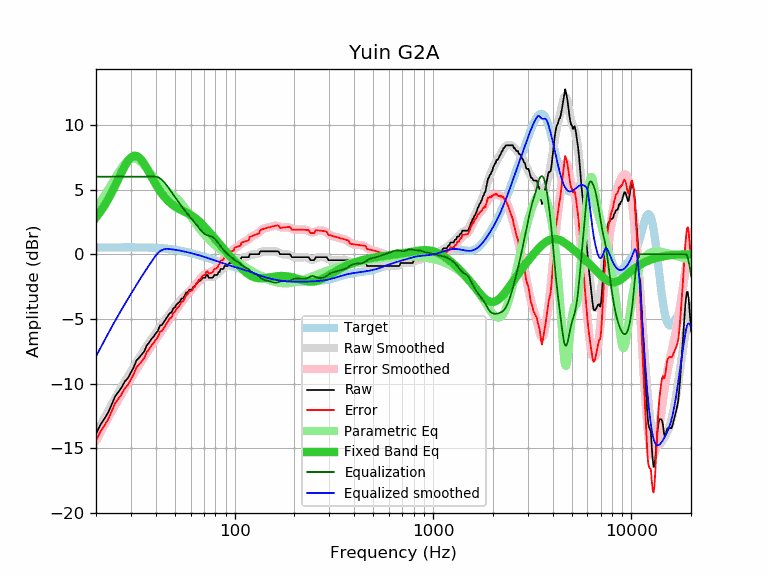 Yuin G2A
Amplitude (dBr)
10
5
0
−5
−10
−15
−20
100
1000
10000
Frequency (Hz)
Target
Raw Smoothed
Error Smoothed
Raw
Error
Parametric Eq
Fixed Band Eq
Equalization
Equalized smoothed